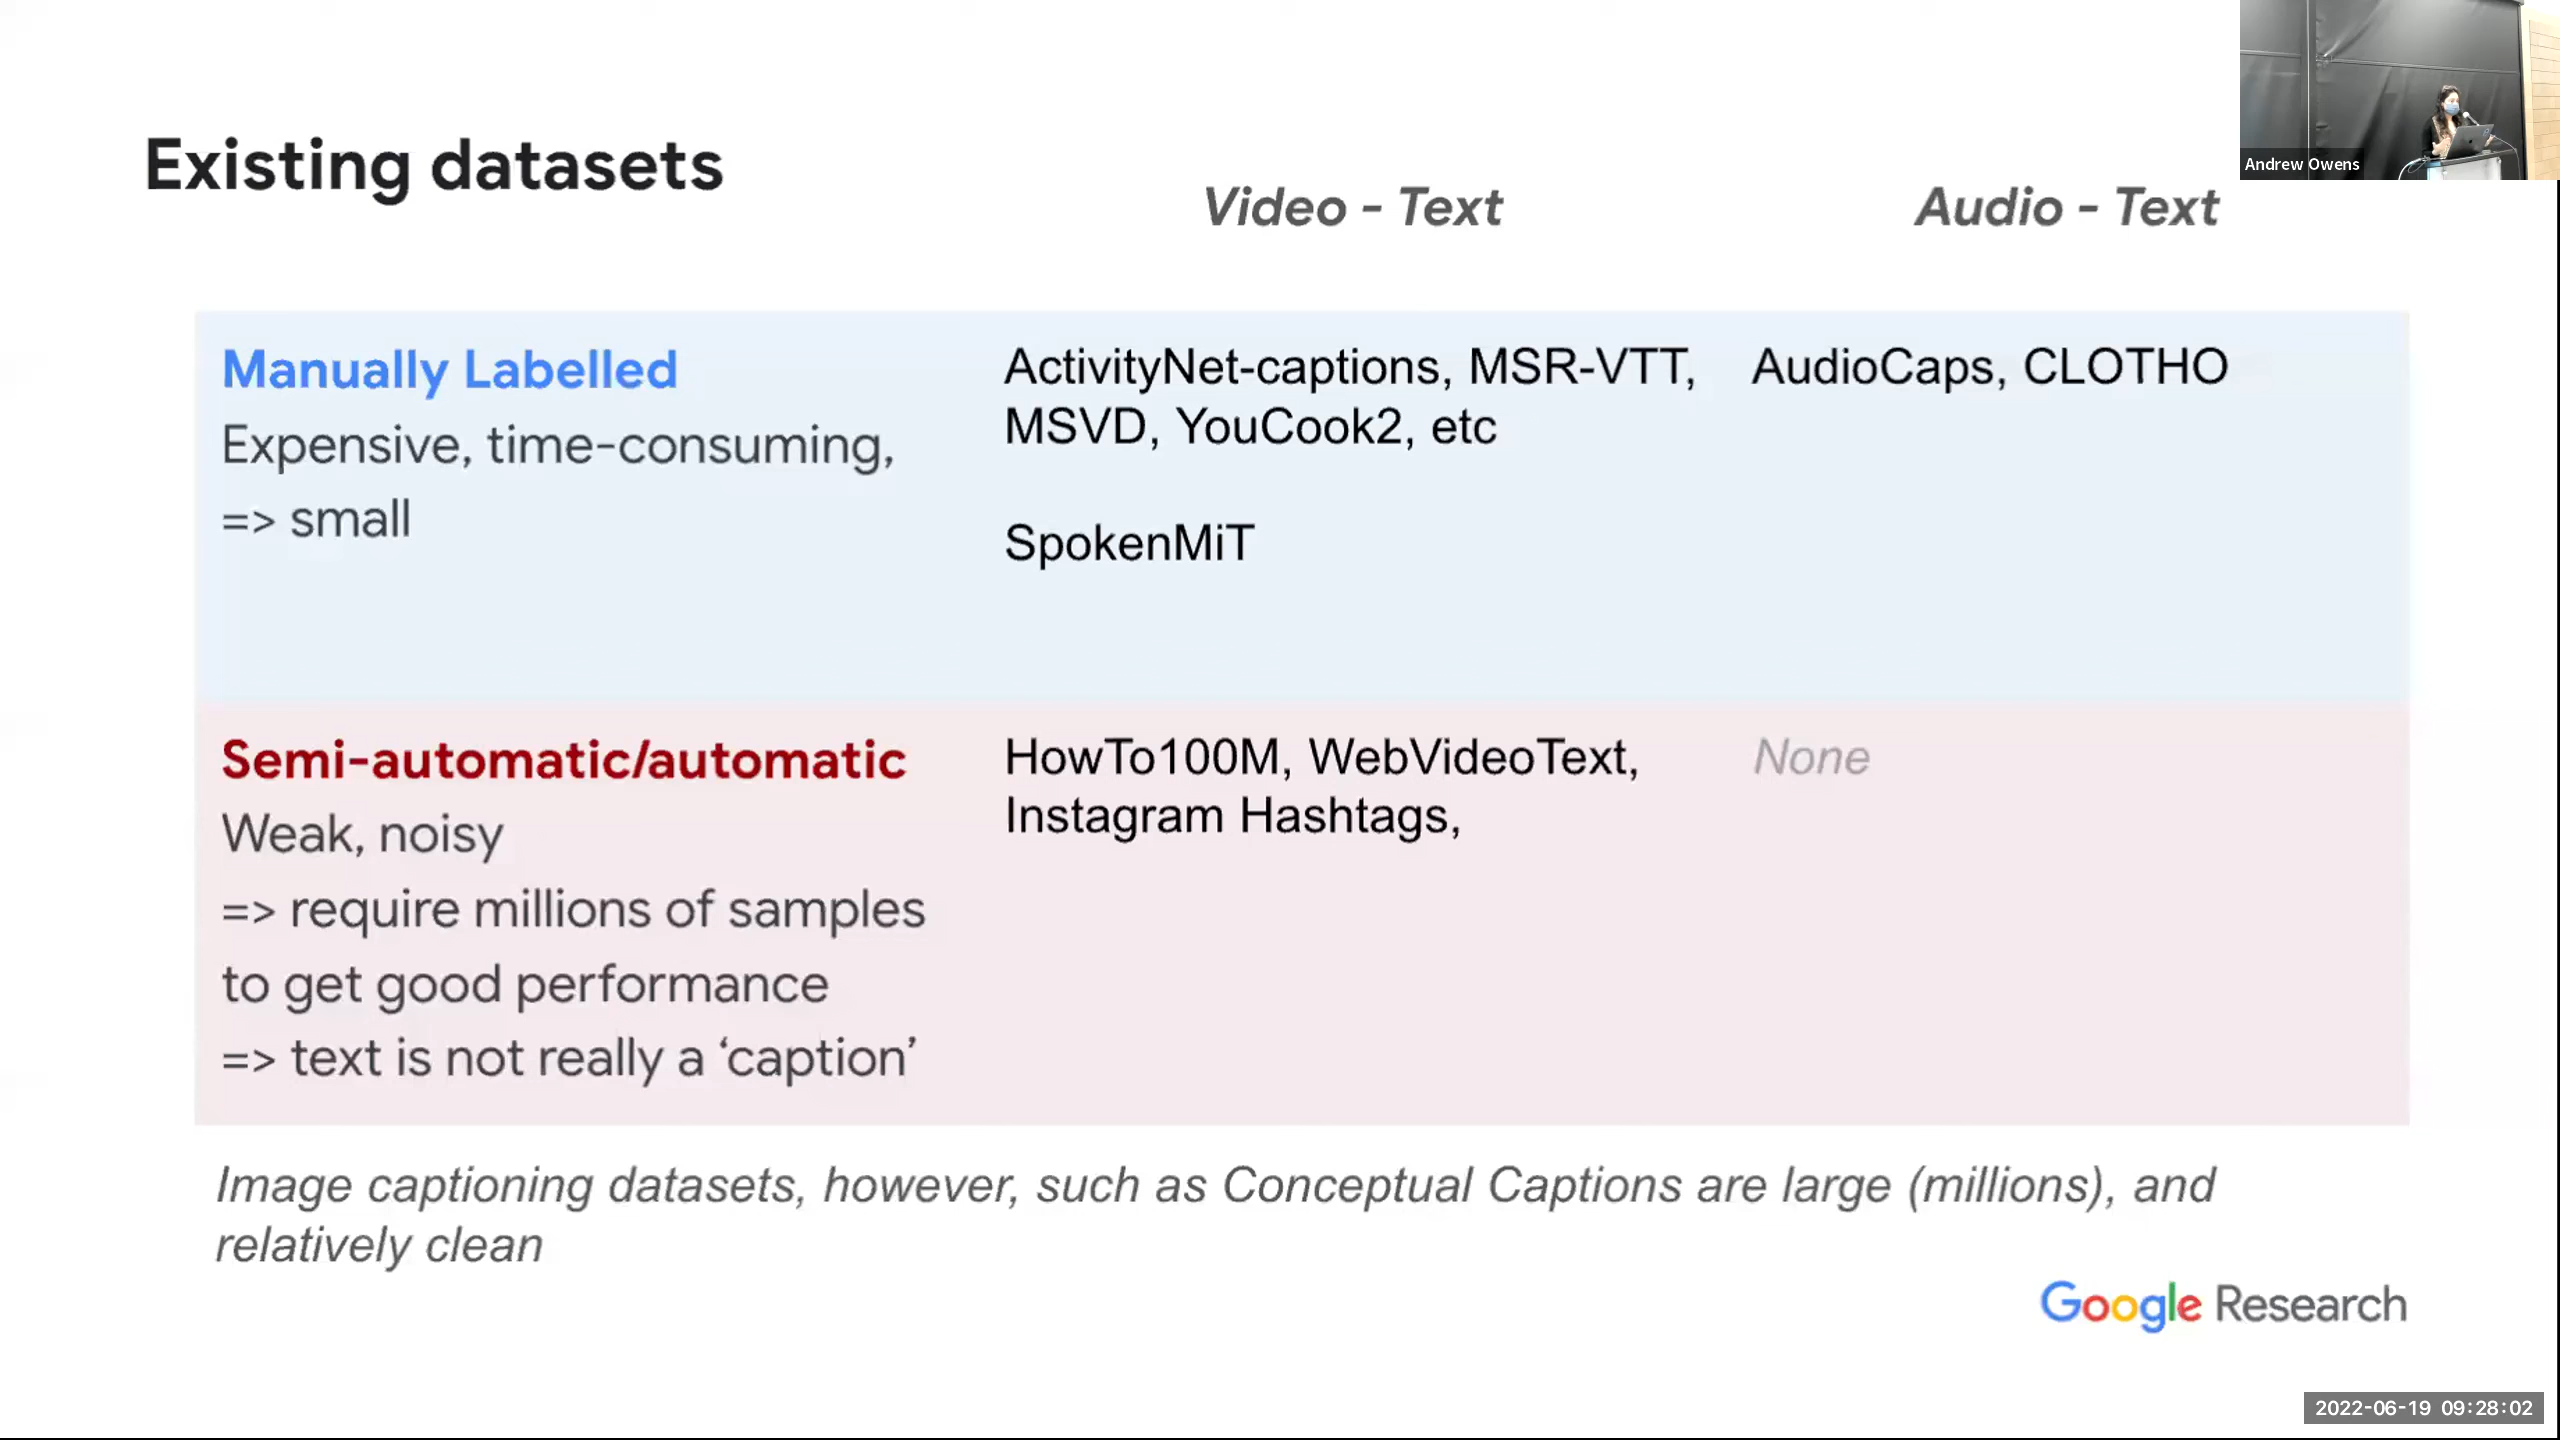 Existing datasets
Video - Text
Audio - Text
Andrew Owens
Manually Labelled
Expensive, time-consuming,
=> small
ActivityNet-captions, MSR-VTT,
MSVD, YouCook2, etc
SpokenMiT
AudioCaps, CLOTHO
Semi-automatic/automatic
Weak, noisy
=> require millions of samples
to get good performance
=> text is not really a ‘caption’
HowTo100M, WebVideoText,
Instagram Hashtags,
None
Image captioning datasets, however, such as Conceptual Captions are large (millions), and
relatively clean
Google Research
2022-06-19 09:28:02